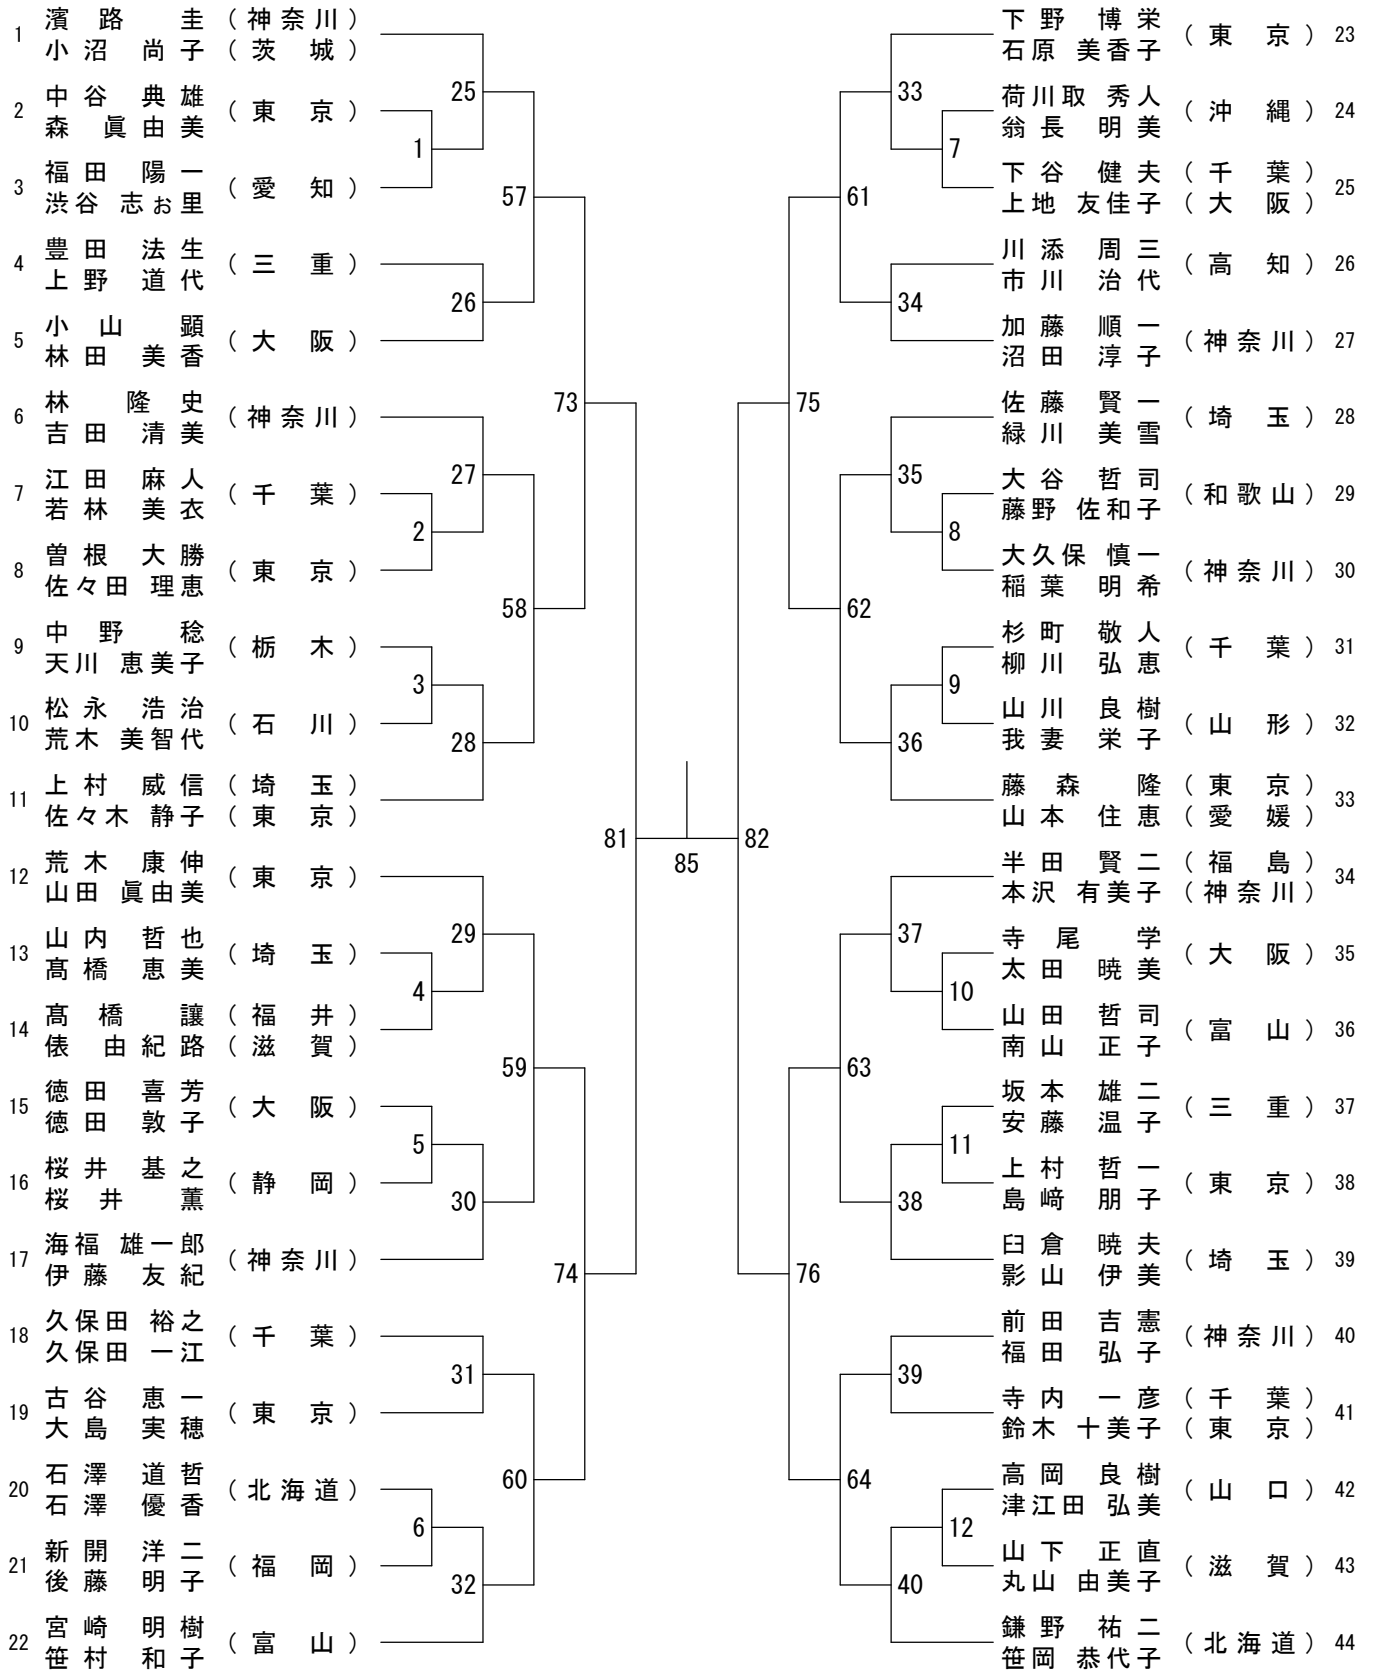 1 濱路 圭 (神奈川)
小沼 尚子 (茨城)
2 中谷 典雄 (東京)
森 眞由美
3 福田 陽一 (愛知)
渋谷 志ぉ里
4 豊田 法生 (三重)
上野 道代
5 小山 顕 (大阪)
林田 美香
6 林 隆史 (神奈川)
吉田 清美
7 江田 麻人 (千葉)
若林 美衣
8 曽根 大勝 (東京)
佐々田 理恵
9 中野 稔 (栃木)
天川 恵美子
10 松永 浩治 (石川)
荒木 美智代
11 上村 威信 (埼玉)
佐々木 静子 (東京)
12 荒木 康伸 (東京)
山田 眞由美
13 山内 哲也 (埼玉)
髙橋 恵美
14 髙橋 讓 (福井)
俵 由紀路 (滋賀)
15 徳田 喜芳 (大阪)
徳田 敦子
16 桜井 基之 (静岡)
桜井 薫
17 海福 雄一郎 (神奈川)
伊藤 友紀
18 久保田 裕之 (千葉)
久保田 一江
19 古谷 恵一 (東京)
大島 実穂
20 石澤 道哲 (北海道)
石澤 優香
21 新開 洋二 (福岡)
後藤 明子
22 宮崎 明樹 (富山)
笹村 和子
25
1
57
26
73
27
2
58
3
28
81
29
4
59
5
30
74
31
60
6
32
85
82
33
7
61
34
75
35
8
62
9
36
37
10
63
11
38
76
39
64
12
40
下野 博栄 (東京) 23
石原 美香子
荷川取 秀人 (沖縄) 24
翁長 明美
下谷 健夫 (千葉) 25
上地 友佳子 (大阪)
川添 周三 (高知) 26
市川 治代
加藤 順一 (神奈川) 27
沼田 淳子
佐藤 賢一 (埼玉) 28
緑川 美雪
大谷 哲司 (和歌山) 29
藤野 佐和子
大久保 慎一 (神奈川) 30
稲葉 明希
杉町 敬人 (千葉) 31
柳川 弘恵
山川 良樹 (山形) 32
我妻 栄子
藤森 隆 (東京) 33
山本 住恵 (愛媛)
半田 賢二 (福島) 34
本沢 有美子 (神奈川)
寺尾 学 (大阪) 35
太田 暁美
山田 哲司 (富山) 36
南山 正子
坂本 雄二 (三重) 37
安藤 温子
上村 哲一 (東京) 38
島﨑 朋子
臼倉 暁夫 (埼玉) 39
影山 伊美
前田 吉憲 (神奈川) 40
福田 弘子
寺内 一彦 (千葉) 41
鈴木 十美子 (東京)
高岡 良樹 (山口) 42
津江田 弘美
山下 正直 (滋賀) 43
丸山 由美子
鎌野 祐二 (北海道) 44
笹岡 恭代子